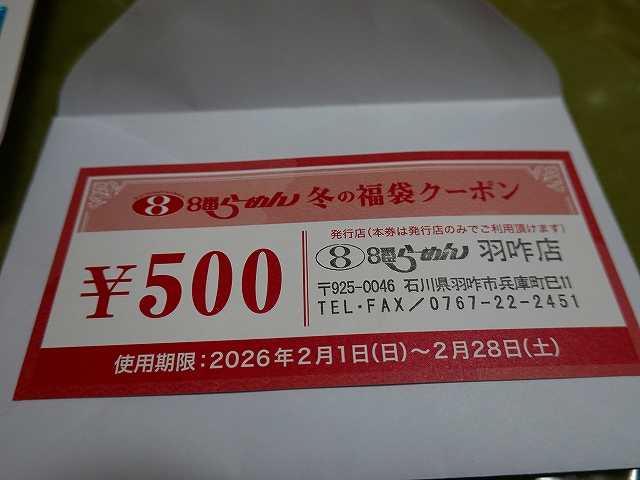 8 8番らーめん 冬の福袋クーポン
¥500
発行店(本券は発行店のみでご利用頂けます)
8 8番らーめん 羽咋店
〒925-0046 石川県羽咋市兵庫町巳11
TEL・FAX/0767-22-2451
使用期限:2026年2月1日(日)~2月28日(土)